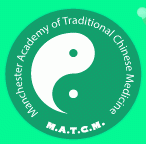 Manchester Academy of Traditional Chinese Medicine
M.A.T.C.M.